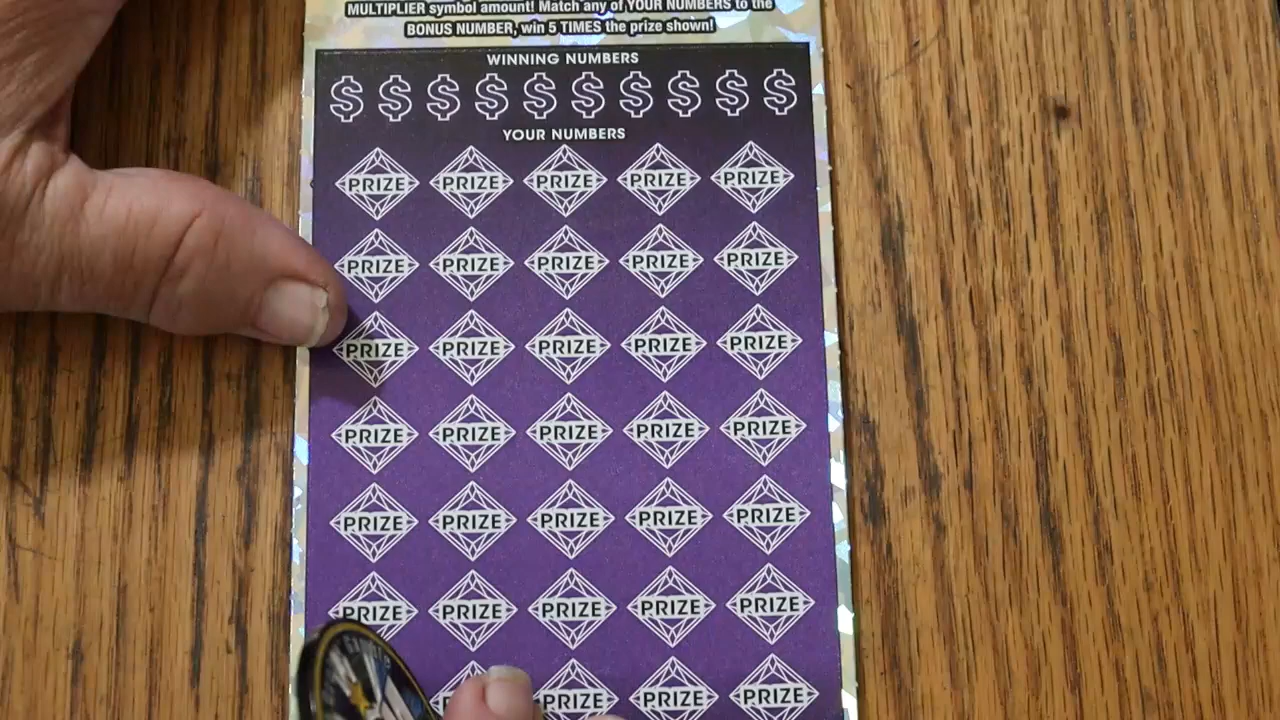 MULTIPLIER symbol amount! Match any of YOUR NUMBERS to the
BONUS NUMBER, win 5 TIMES the prize shown!
WINNING NUMBERS
$ $ $ $ $ $ $ $ $ $
YOUR NUMBERS
PRIZE PRIZE PRIZE PRIZE PRIZE
PRIZE PRIZE PRIZE PRIZE PRIZE
PRIZE PRIZE PRIZE PRIZE PRIZE
PRIZE PRIZE PRIZE PRIZE PRIZE
PRIZE PRIZE PRIZE PRIZE PRIZE
PRIZE PRIZE PRIZE PRIZE PRIZE
PRIZE PRIZE PRIZE